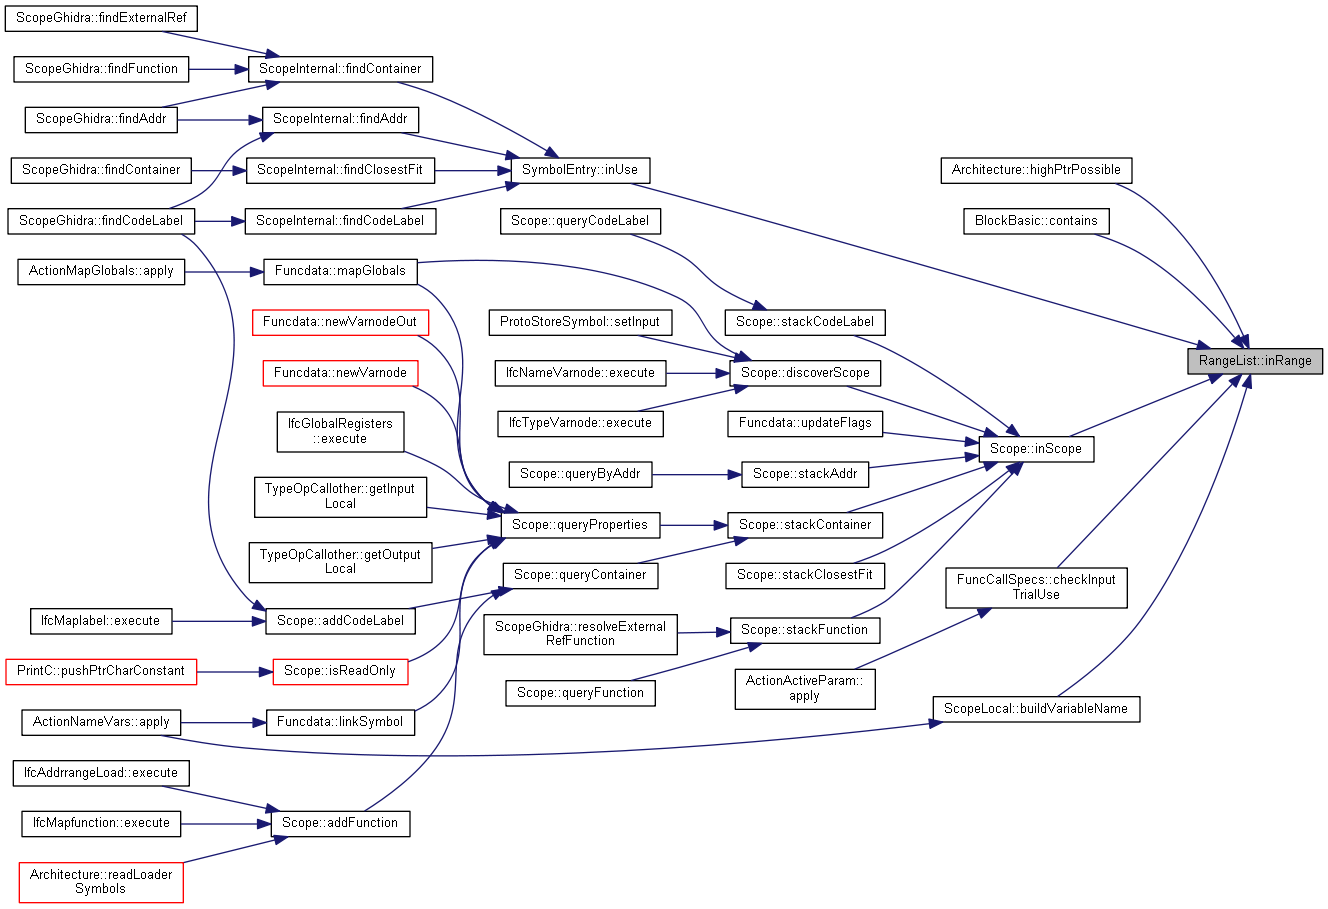 ScopeGhidra::findExternalRef
ScopeGhidra::findFunction
ScopeInternal::findContainer
ScopeGhidra::findAddr
ScopeInternal::findAddr
ScopeGhidra::findContainer
ScopeInternal::findClosestFit
SymbolEntry::inUse
Architecture::highPtrPossible
ScopeGhidra::findCodeLabel
ScopeInternal::findCodeLabel
Scope::queryCodeLabel
BlockBasic::contains
ActionMapGlobals::apply
Funcdata::mapGlobals
Funcdata::newVarnodeOut
ProtoStoreSymbol::setInput
Scope::stackCodeLabel
RangeList::inRange
Funcdata::newVarnode
IfcNameVarnode::execute
Scope::discoverScope
IfcGlobalRegisters
::execute
IfcTypeVarnode::execute
Funcdata::updateFlags
Scope::inScope
TypeOpCallother::getInput
Local
Scope::queryByAddr
Scope::stackAddr
Scope::queryProperties
Scope::stackContainer
TypeOpCallother::getOutput
Local
Scope::queryContainer
Scope::stackClosestFit
FuncCallSpecs::checkInput
TrialUse
IfcMaplabel::execute
Scope::addCodeLabel
ScopeGhidra::resolveExternal
RefFunction
Scope::stackFunction
PrintC::pushPtrCharConstant
Scope::isReadOnly
Scope::queryFunction
ActionActiveParam::
apply
ActionNameVars::apply
Funcdata::linkSymbol
ScopeLocal::buildVariableName
IfcAddrrangeLoad::execute
IfcMapfunction::execute
Scope::addFunction
Architecture::readLoader
Symbols